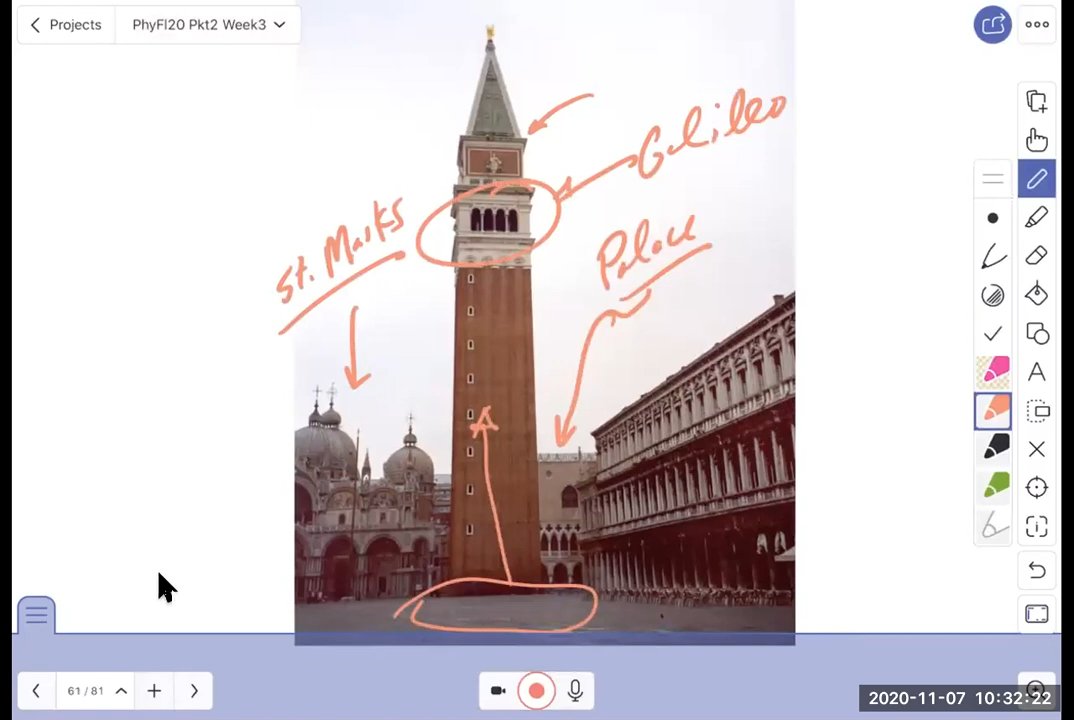 Projects
PhyFl20 Pkt2 Week3
Galileo
St. Marks
Palace
61 / 81
2020-11-07 10:32:22